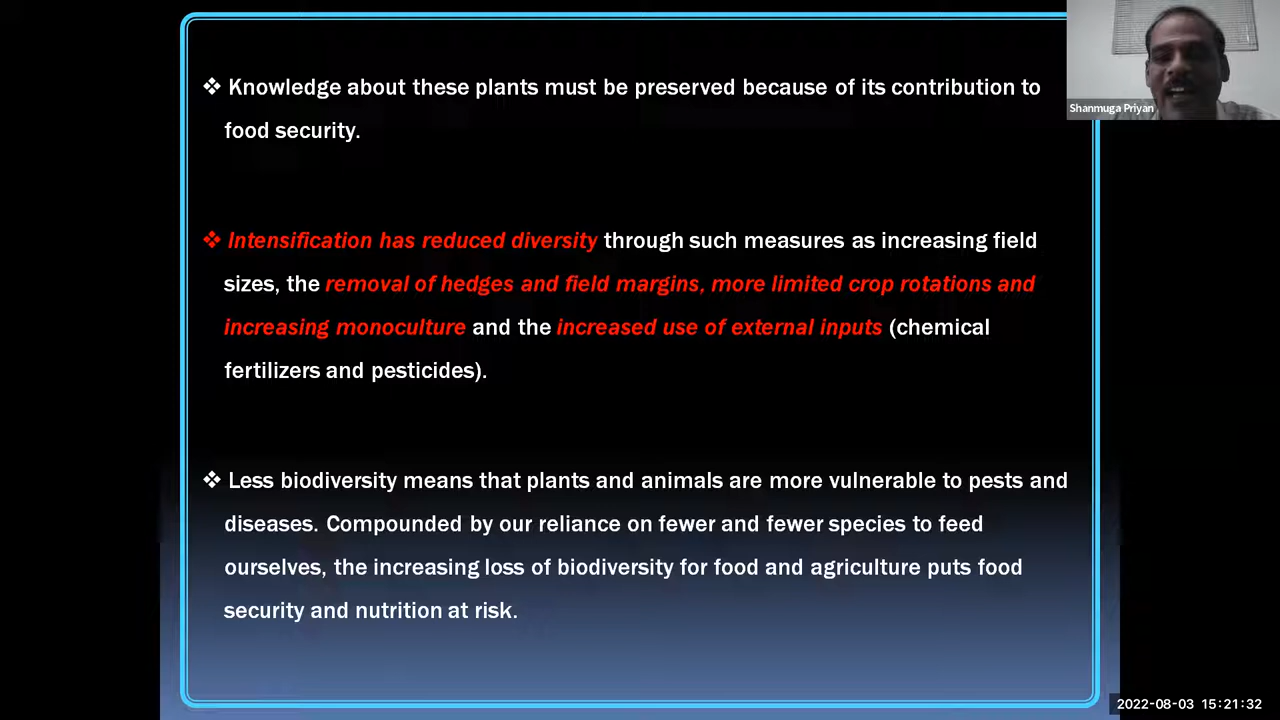 ❖ Knowledge about these plants must be preserved because of its contribution to
food security.
❖ Intensification has reduced diversity through such measures as increasing field
sizes, the removal of hedges and field margins, more limited crop rotations and
increasing monoculture and the increased use of external inputs (chemical
fertilizers and pesticides).
❖ Less biodiversity means that plants and animals are more vulnerable to pests and
diseases. Compounded by our reliance on fewer and fewer species to feed
ourselves, the increasing loss of biodiversity for food and agriculture puts food
security and nutrition at risk.
Shanmuga Priyan
2022-08-03 15:21:32